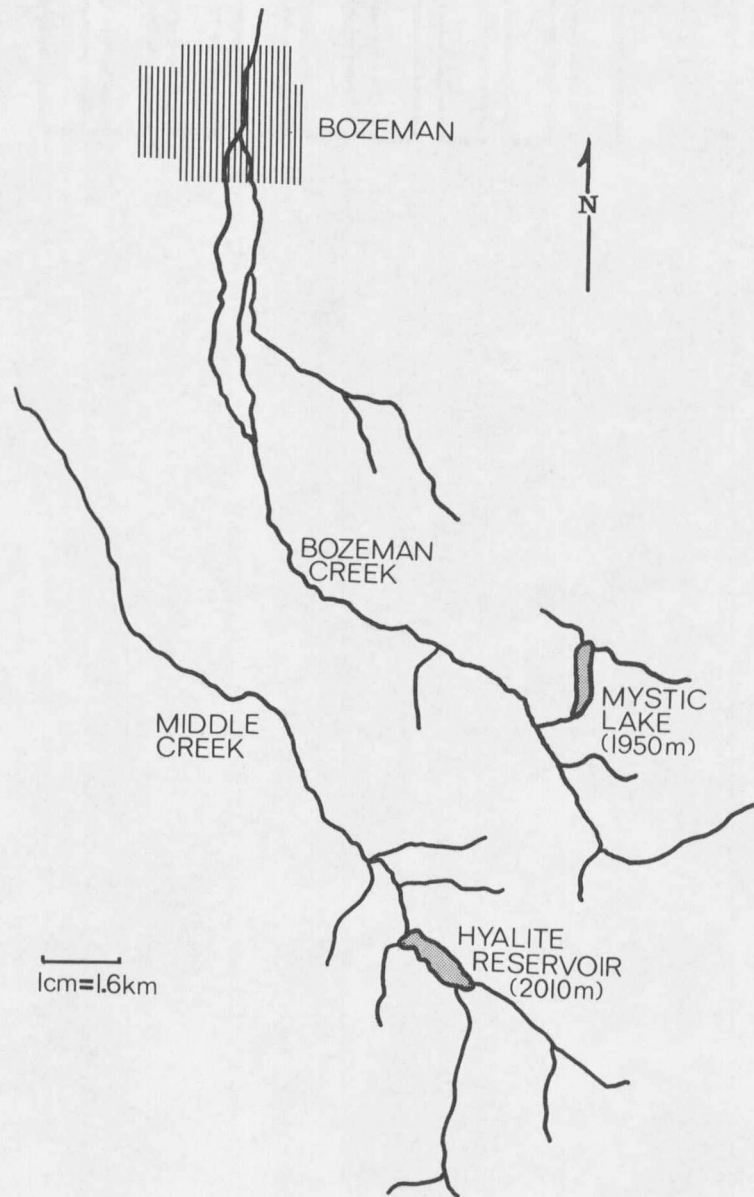 BOZEMAN
N
BOZEMAN
CREEK
MYSTIC
LAKE
(1950m)
MIDDLE
CREEK
HYALITE
RESERVOIR
(2010m)
1cm=1.6km